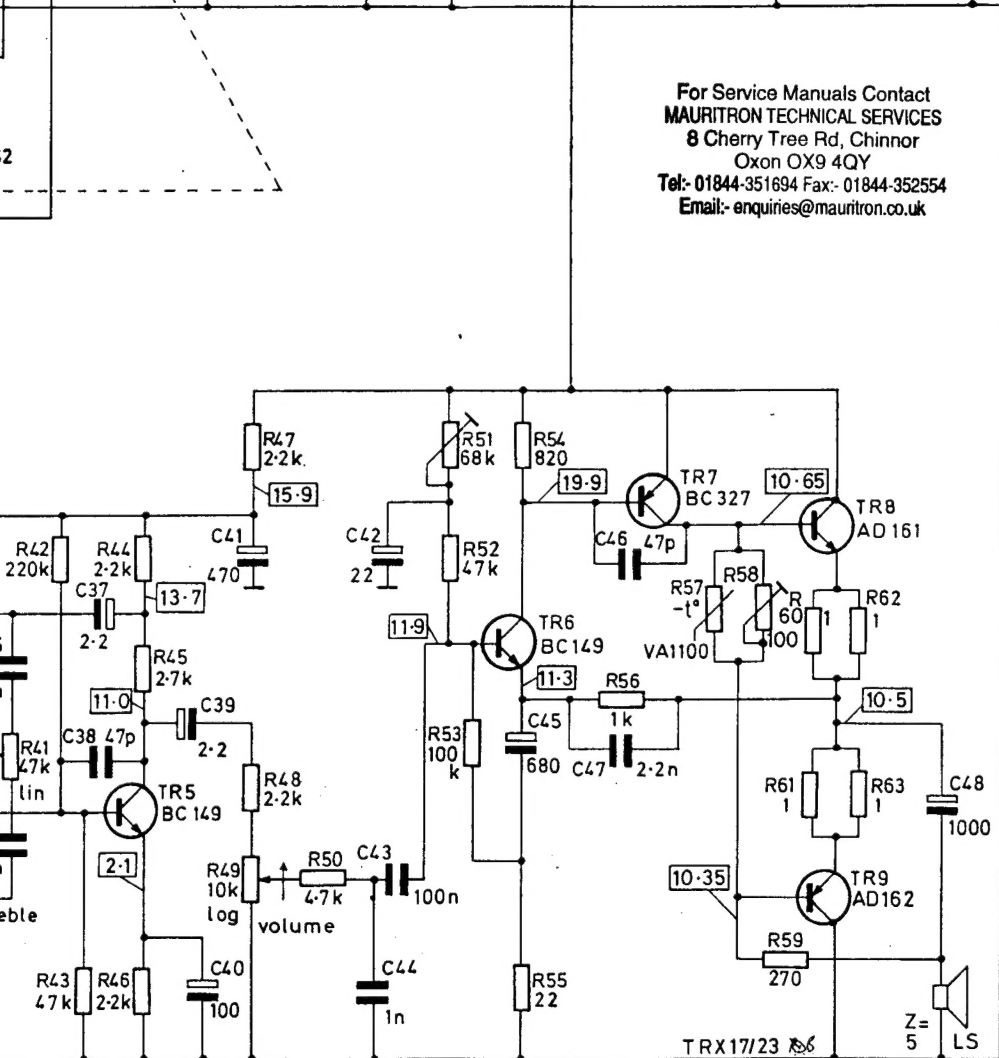 For Service Manuals Contact
MAURITRON TECHNICAL SERVICES
8 Cherry Tree Rd, Chinnor
Oxon OX9 4QY
Tel:- 01844-351694 Fax:- 01844-352554
Email:- enquiries@mauritron.co.uk
R47
2.2k
15·9
R51
68k
R54
820
19·9
TR7
BC 327
10·65
TR8
AD 161
R42
220k
R44
2·2k
C41
470
C42
22
R52
47k
C46
47p
C37
2·2
13·7
R57
-t°
VA1100
R58
R
60
100
R62
1
1
11·9
TR6
BC149
R45
2·7k
11·3
R56
1k
10·5
11·0
C39
2·2
C38
47p
R53
100
k
C45
680
C47
2·2n
R41
47k
lin
R48
2·2k
R61
1
R63
1
C48
1000
TR5
BC 149
2·1
R49
10k
log
R50
4·7k
C43
100n
volume
10·35
TR9
AD162
eble
R59
270
R43
47k
R46
2·2k
C40
100
C44
1n
R55
22
Z=
5
LS
TRX17/23